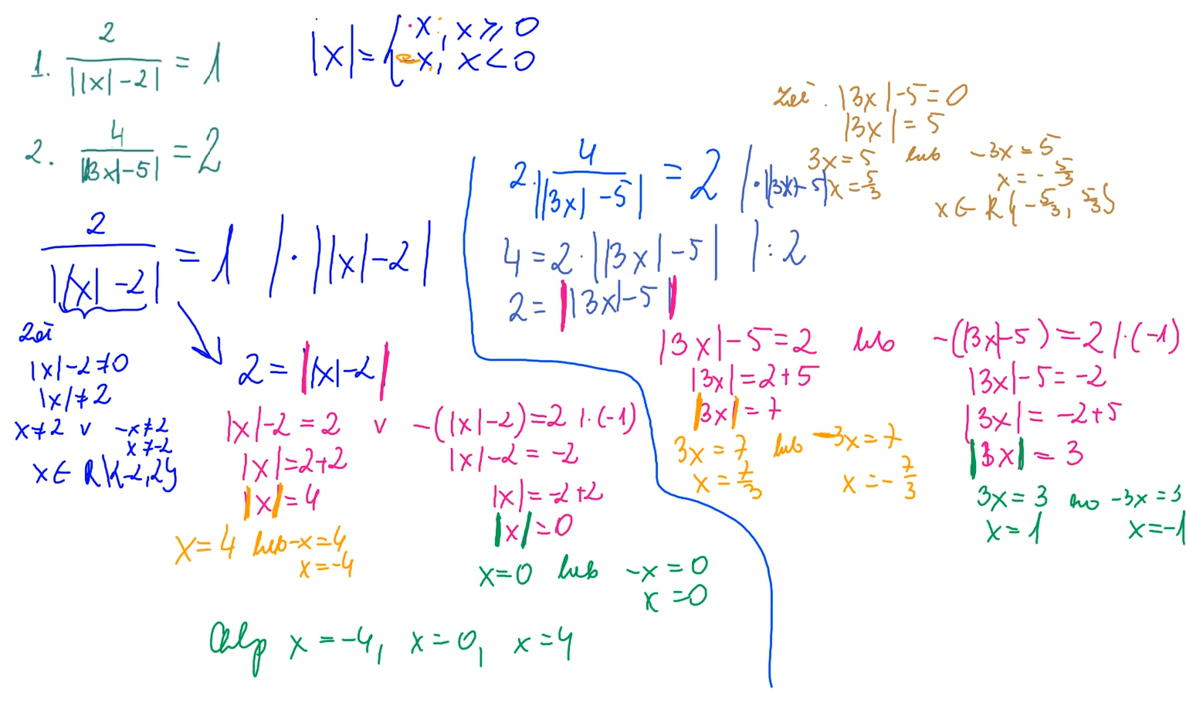 1. 2/||x|-2| = 1
|x| = { x, x ⩾ 0
-x, x < 0
2. 4/||3x|-5| = 2
2/||x|-2| = 1 /· ||x|-2|
Zał
|x|-2≠0
|x|≠2
x≠2 v -x≠2
x≠-2
x∈R\{-2,2}
2 = ||x|-2|
|x|-2=2 v -(|x|-2)=2 /·(-1)
|x|=2+2
|x|=4
x=4 lub -x=4,
x=-4
|x|-2=-2
|x|=-2+2
|x|=0
x=0 lub -x=0
x=0
Odp x=-4, x=0, x=4
2. 4/||3x|-5| = 2 /·||3x|-5|
4=2·||3x|-5| /:2
2=||3x|-5|
Zał. |3x|-5=0
|3x|=5
3x=5 lub -3x=5
x=5/3 x=-5/3
x∈R\{-5/3, 5/3}
|3x|-5=2 lub -(|3x|-5)=2 /·(-1)
|3x|=2+5
|3x|=7
3x=7, lub -3x=7
x=7/3 x=-7/3
|3x|-5=-2
|3x|=-2+5
|3x|=3
3x=3 -3x=3
x=1 x=-1